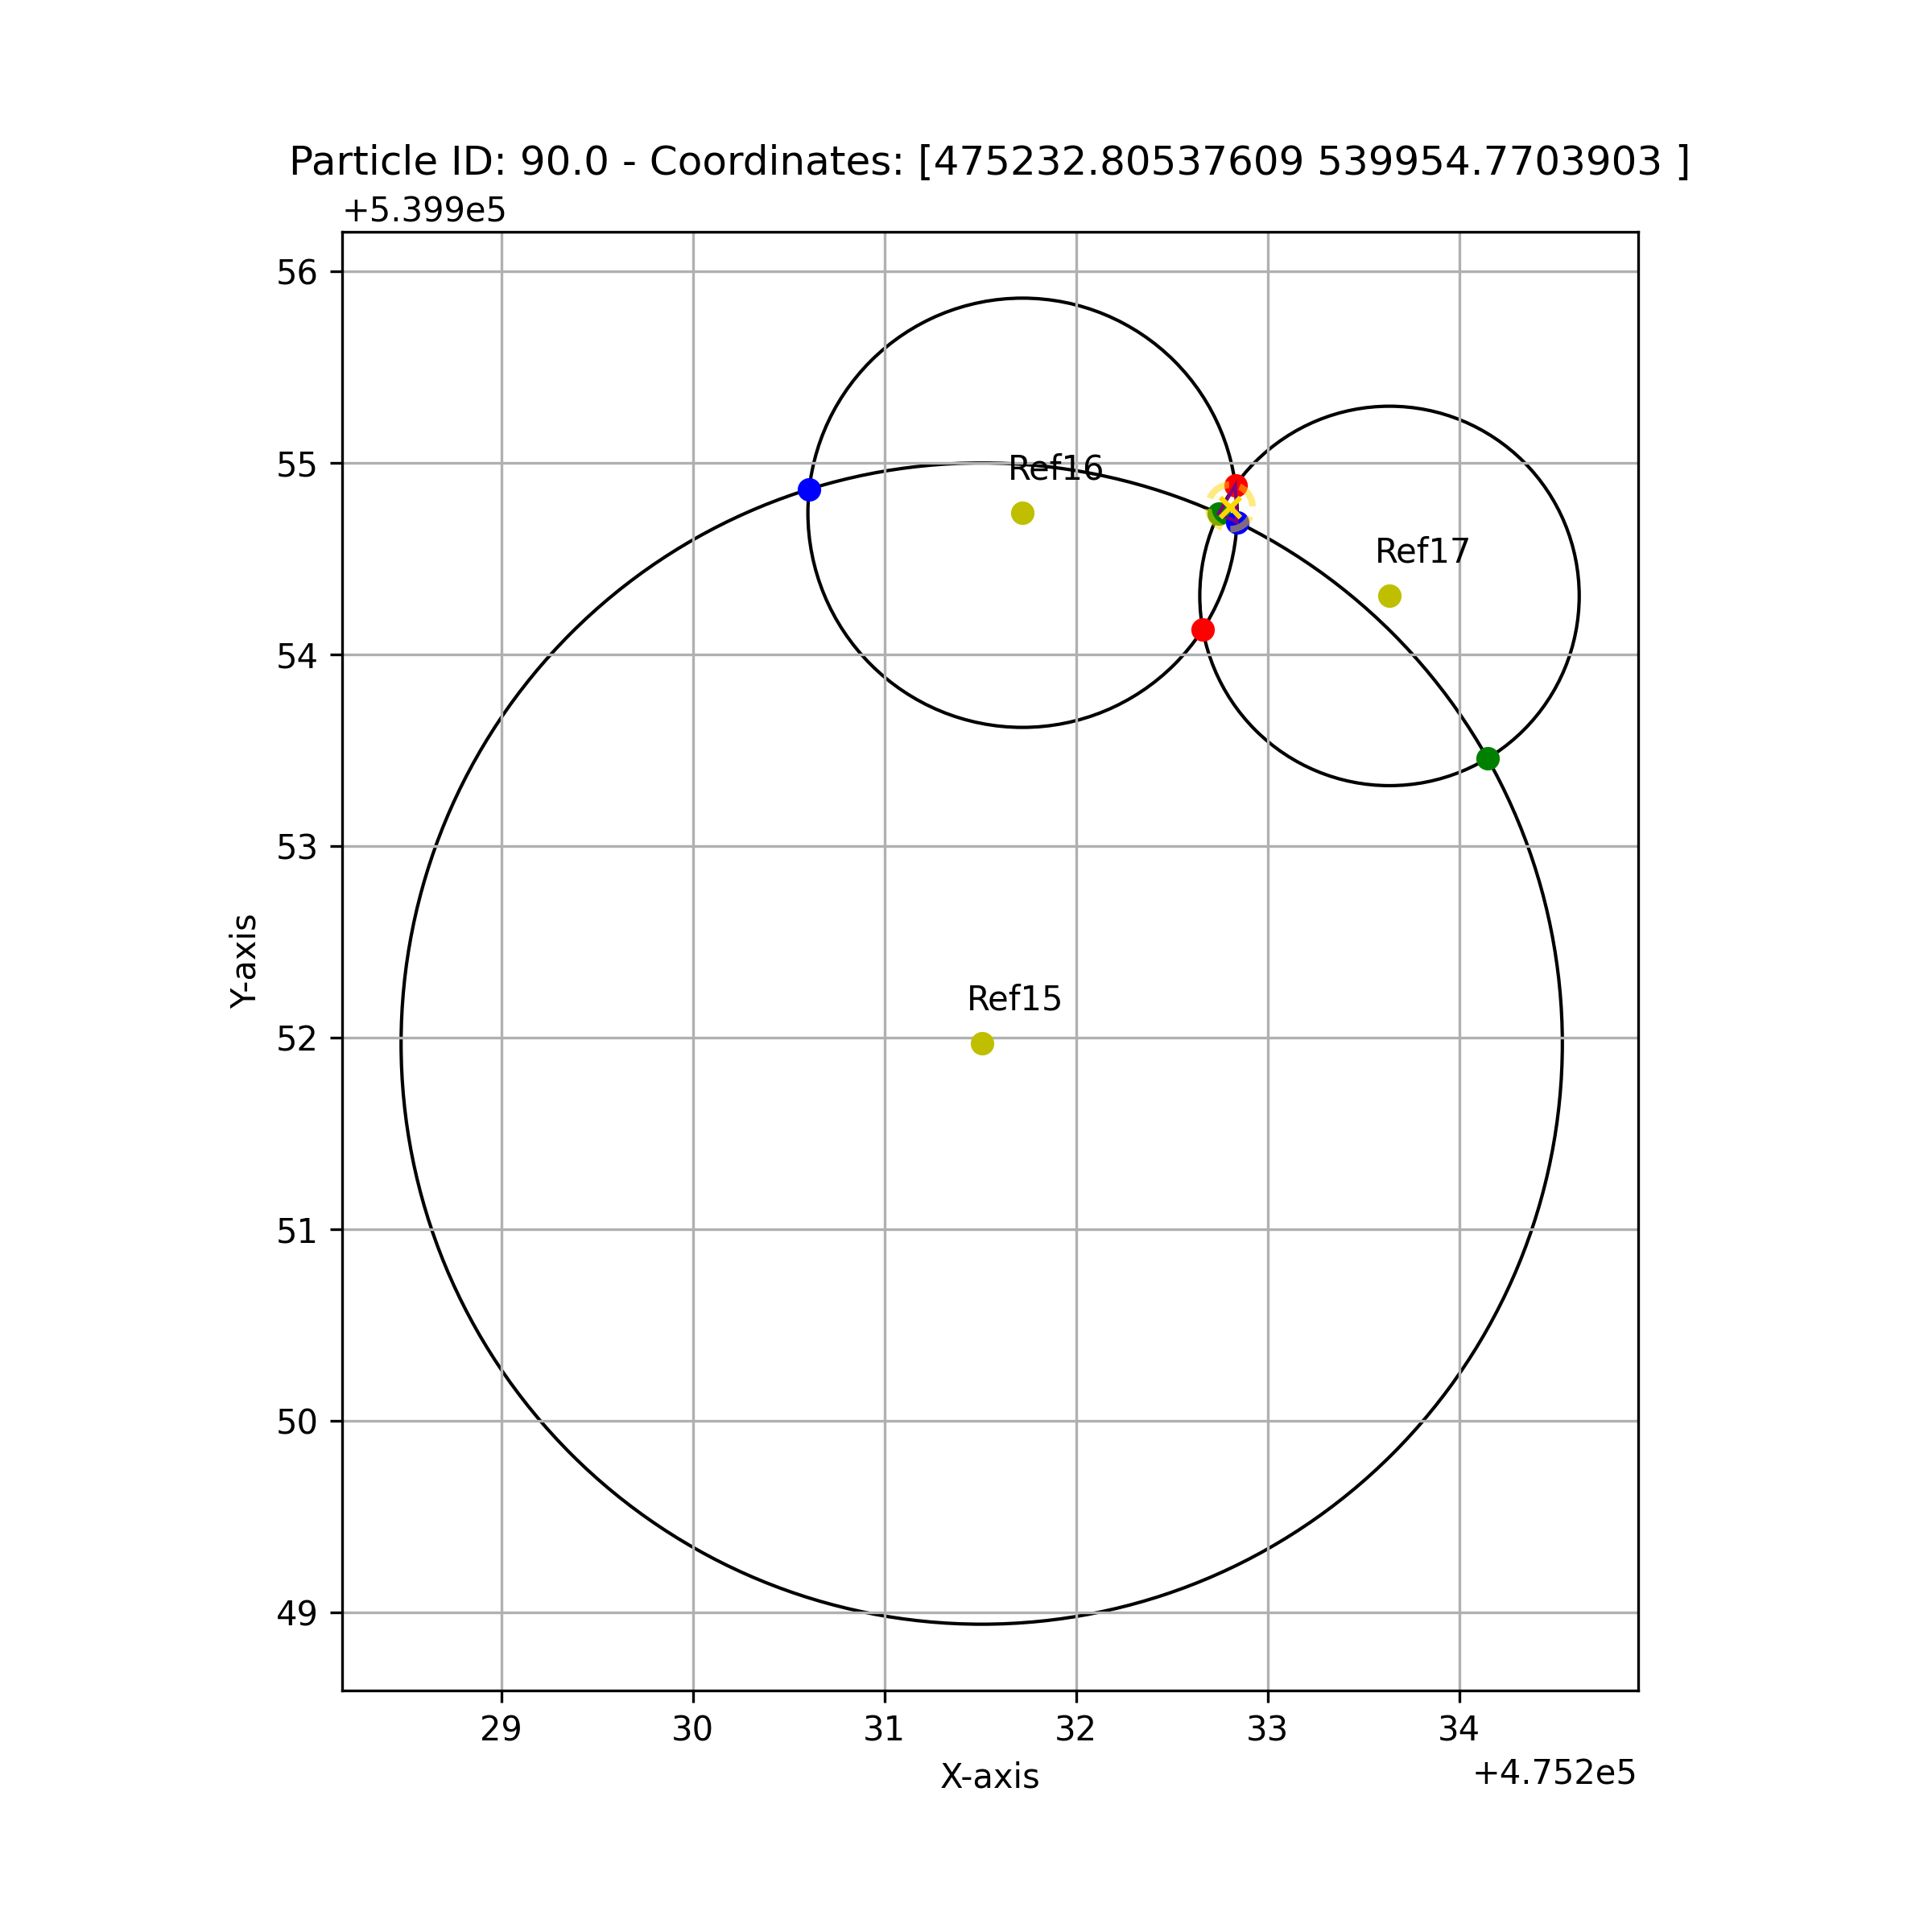 Particle ID: 90.0 - Coordinates: [475232.80537609 539954.7703903 ]
+5.399e5
56
55
54
53
52
51
50
49
Y-axis
Ref16
Ref17
Ref15
29 30 31 32 33 34
X-axis
+4.752e5